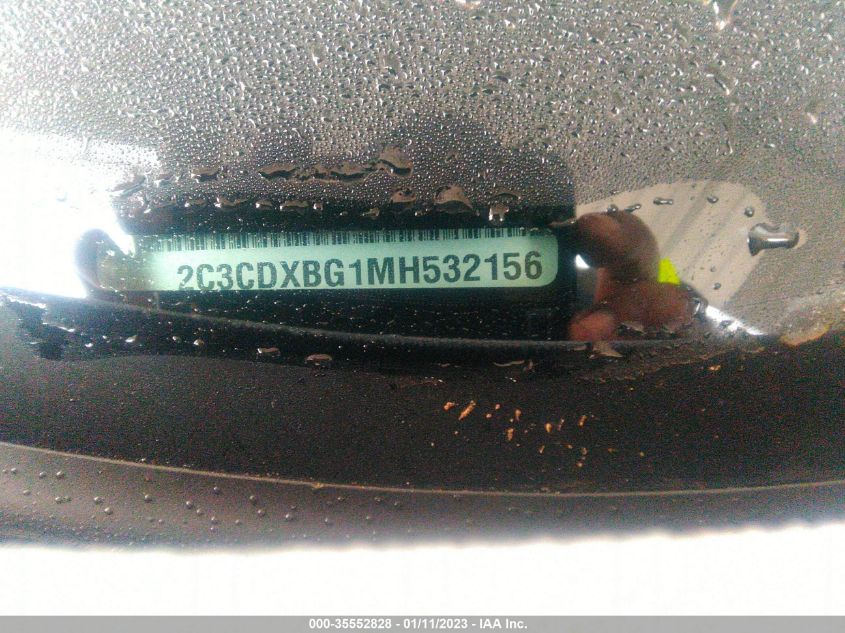 2C3CDXBG1MH532156
000-35552828 - 01/11/2023 - IAA Inc.